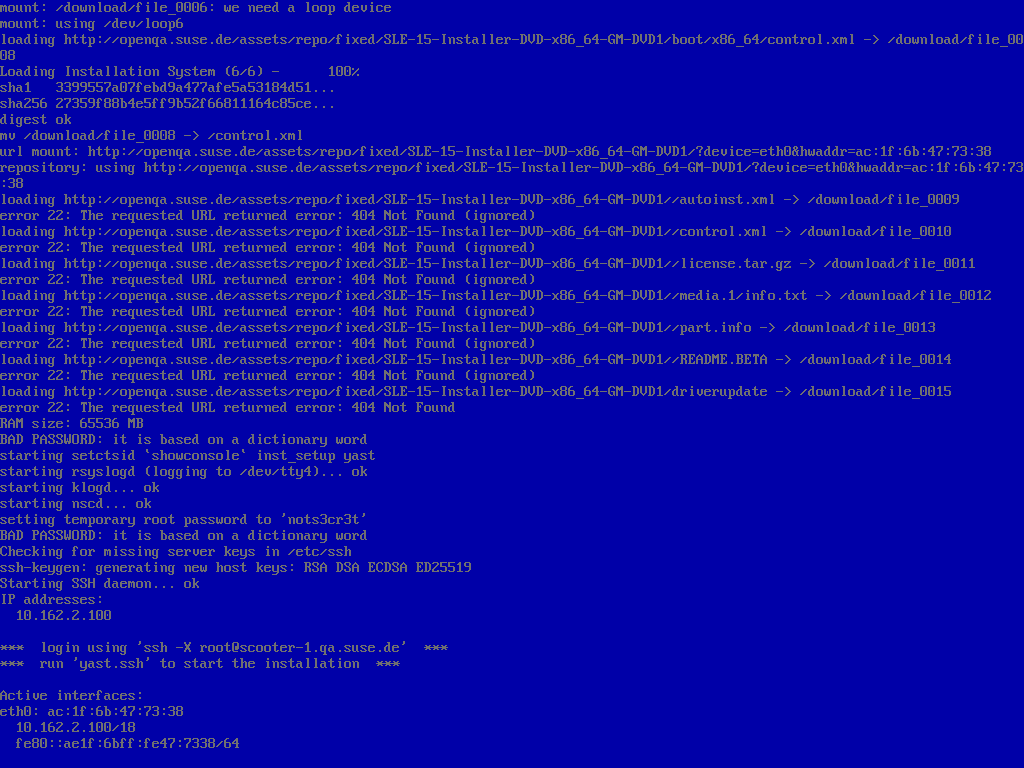 mount: /download/file_0006: we need a loop device
mount: using /dev/loop6
loading http://openqa.suse.de/assets/repo/fixed/SLE-15-Installer-DVD-x86_64-GM-DVD1/boot/x86_64/control.xml -> /download/file_00
08
Loading Installation System (6/6) -      100%
sha1   3399557a07febd9a477afe5a53184d51...
sha256 27359f88b4e5ff9b52f66811164c85ce...
digest ok
mv /download/file_0008 -> /control.xml
url mount: http://openqa.suse.de/assets/repo/fixed/SLE-15-Installer-DVD-x86_64-GM-DVD1/?device=eth0&hwaddr=ac:1f:6b:47:73:38
repository: using http://openqa.suse.de/assets/repo/fixed/SLE-15-Installer-DVD-x86_64-GM-DVD1/?device=eth0&hwaddr=ac:1f:6b:47:73
:38
loading http://openqa.suse.de/assets/repo/fixed/SLE-15-Installer-DVD-x86_64-GM-DVD1//autoinst.xml -> /download/file_0009
error 22: The requested URL returned error: 404 Not Found (ignored)
loading http://openqa.suse.de/assets/repo/fixed/SLE-15-Installer-DVD-x86_64-GM-DVD1//control.xml -> /download/file_0010
error 22: The requested URL returned error: 404 Not Found (ignored)
loading http://openqa.suse.de/assets/repo/fixed/SLE-15-Installer-DVD-x86_64-GM-DVD1//license.tar.gz -> /download/file_0011
error 22: The requested URL returned error: 404 Not Found (ignored)
loading http://openqa.suse.de/assets/repo/fixed/SLE-15-Installer-DVD-x86_64-GM-DVD1//media.1/info.txt -> /download/file_0012
error 22: The requested URL returned error: 404 Not Found (ignored)
loading http://openqa.suse.de/assets/repo/fixed/SLE-15-Installer-DVD-x86_64-GM-DVD1//part.info -> /download/file_0013
error 22: The requested URL returned error: 404 Not Found (ignored)
loading http://openqa.suse.de/assets/repo/fixed/SLE-15-Installer-DVD-x86_64-GM-DVD1//README.BETA -> /download/file_0014
error 22: The requested URL returned error: 404 Not Found (ignored)
loading http://openqa.suse.de/assets/repo/fixed/SLE-15-Installer-DVD-x86_64-GM-DVD1/driverupdate -> /download/file_0015
error 22: The requested URL returned error: 404 Not Found
RAM size: 65536 MB
BAD PASSWORD: it is based on a dictionary word
starting setctsid `showconsole` inst_setup yast
starting rsyslogd (logging to /dev/tty4)... ok
starting klogd... ok
starting nscd... ok
setting temporary root password to 'nots3cr3t'
BAD PASSWORD: it is based on a dictionary word
Checking for missing server keys in /etc/ssh
ssh-keygen: generating new host keys: RSA DSA ECDSA ED25519
Starting SSH daemon... ok
IP addresses:
  10.162.2.100

***  login using 'ssh -X root@scooter-1.qa.suse.de'  ***
***  run 'yast.ssh' to start the installation  ***

Active interfaces:
eth0: ac:1f:6b:47:73:38
  10.162.2.100/18
  fe80::ae1f:6bff:fe47:7338/64